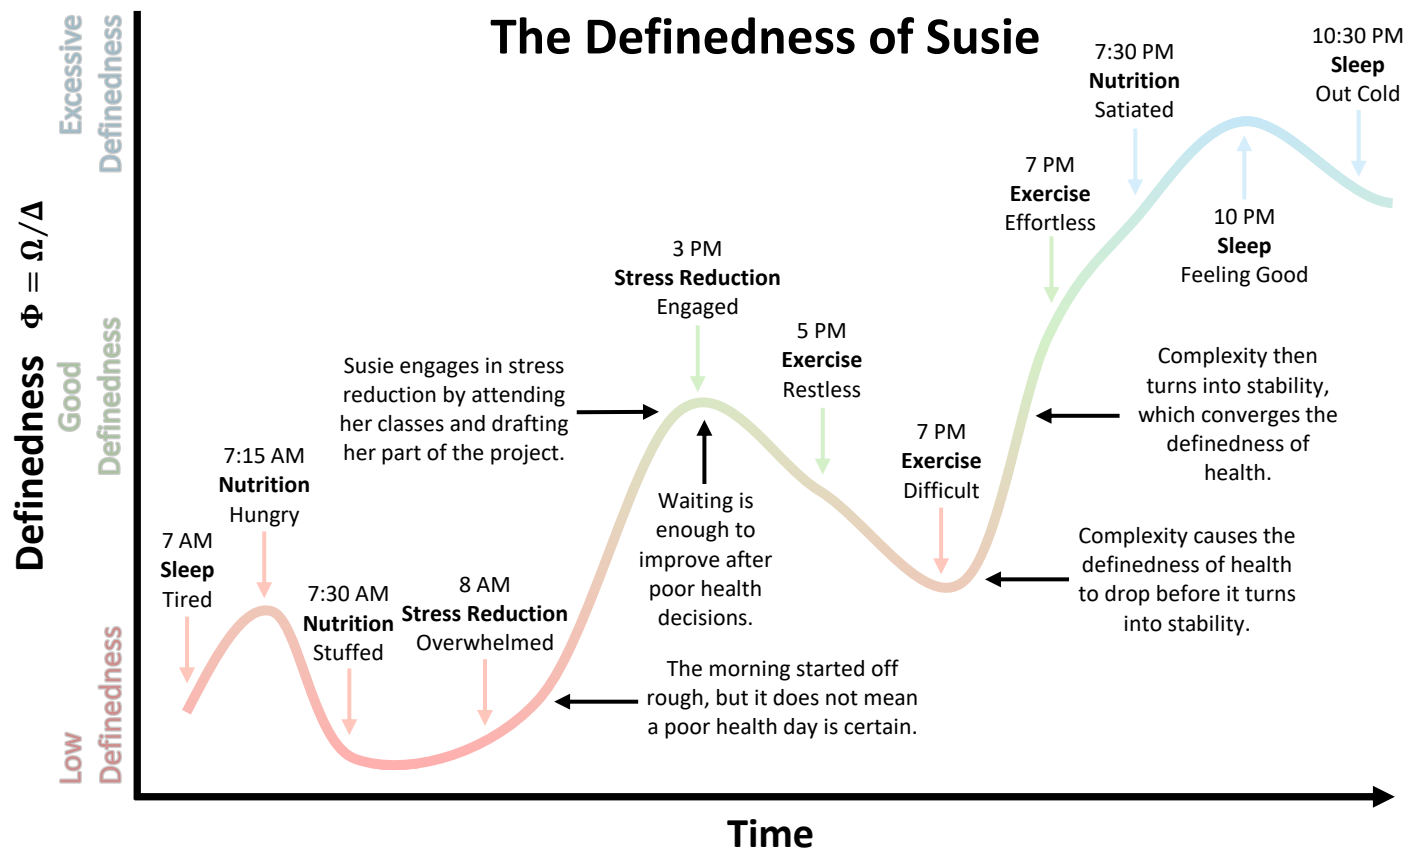 The Definedness of Susie
Excessive
Definedness
Good
Definedness
Low
Definedness
Definedness Φ = Ω/Δ
7 AM
Sleep
Tired
7:15 AM
Nutrition
Hungry
7:30 AM
Nutrition
Stuffed
8 AM
Stress Reduction
Overwhelmed
The morning started off
rough, but it does not mean
a poor health day is certain.
Susie engages in stress
reduction by attending
her classes and drafting
her part of the project.
3 PM
Stress Reduction
Engaged
Waiting is
enough to
improve after
poor health
decisions.
5 PM
Exercise
Restless
7 PM
Exercise
Difficult
Complexity causes the
definedness of health
to drop before it turns
into stability.
Complexity then
turns into stability,
which converges the
definedness of
health.
7 PM
Exercise
Effortless
7:30 PM
Nutrition
Satiated
10 PM
Sleep
Feeling Good
10:30 PM
Sleep
Out Cold
Time